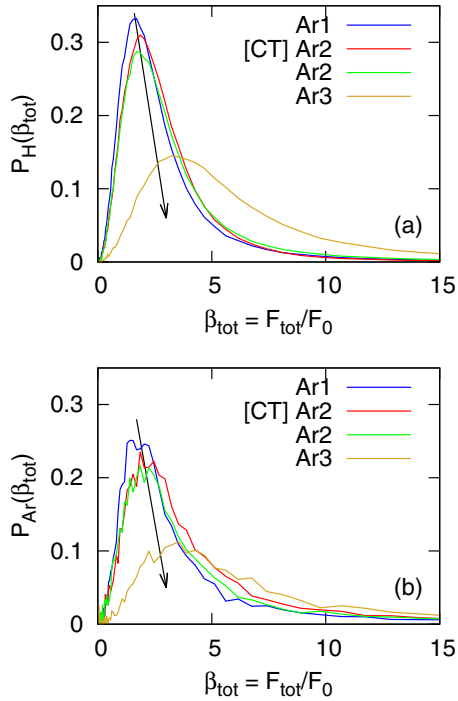 0.3
0.2
0.1
0
P_H(β_tot)
Ar1
[CT] Ar2
Ar2
Ar3
(a)
0 5 10 15
β_tot = F_tot/F_0
0.3
0.2
0.1
0
P_Ar(β_tot)
Ar1
[CT] Ar2
Ar2
Ar3
(b)
0 5 10 15
β_tot = F_tot/F_0